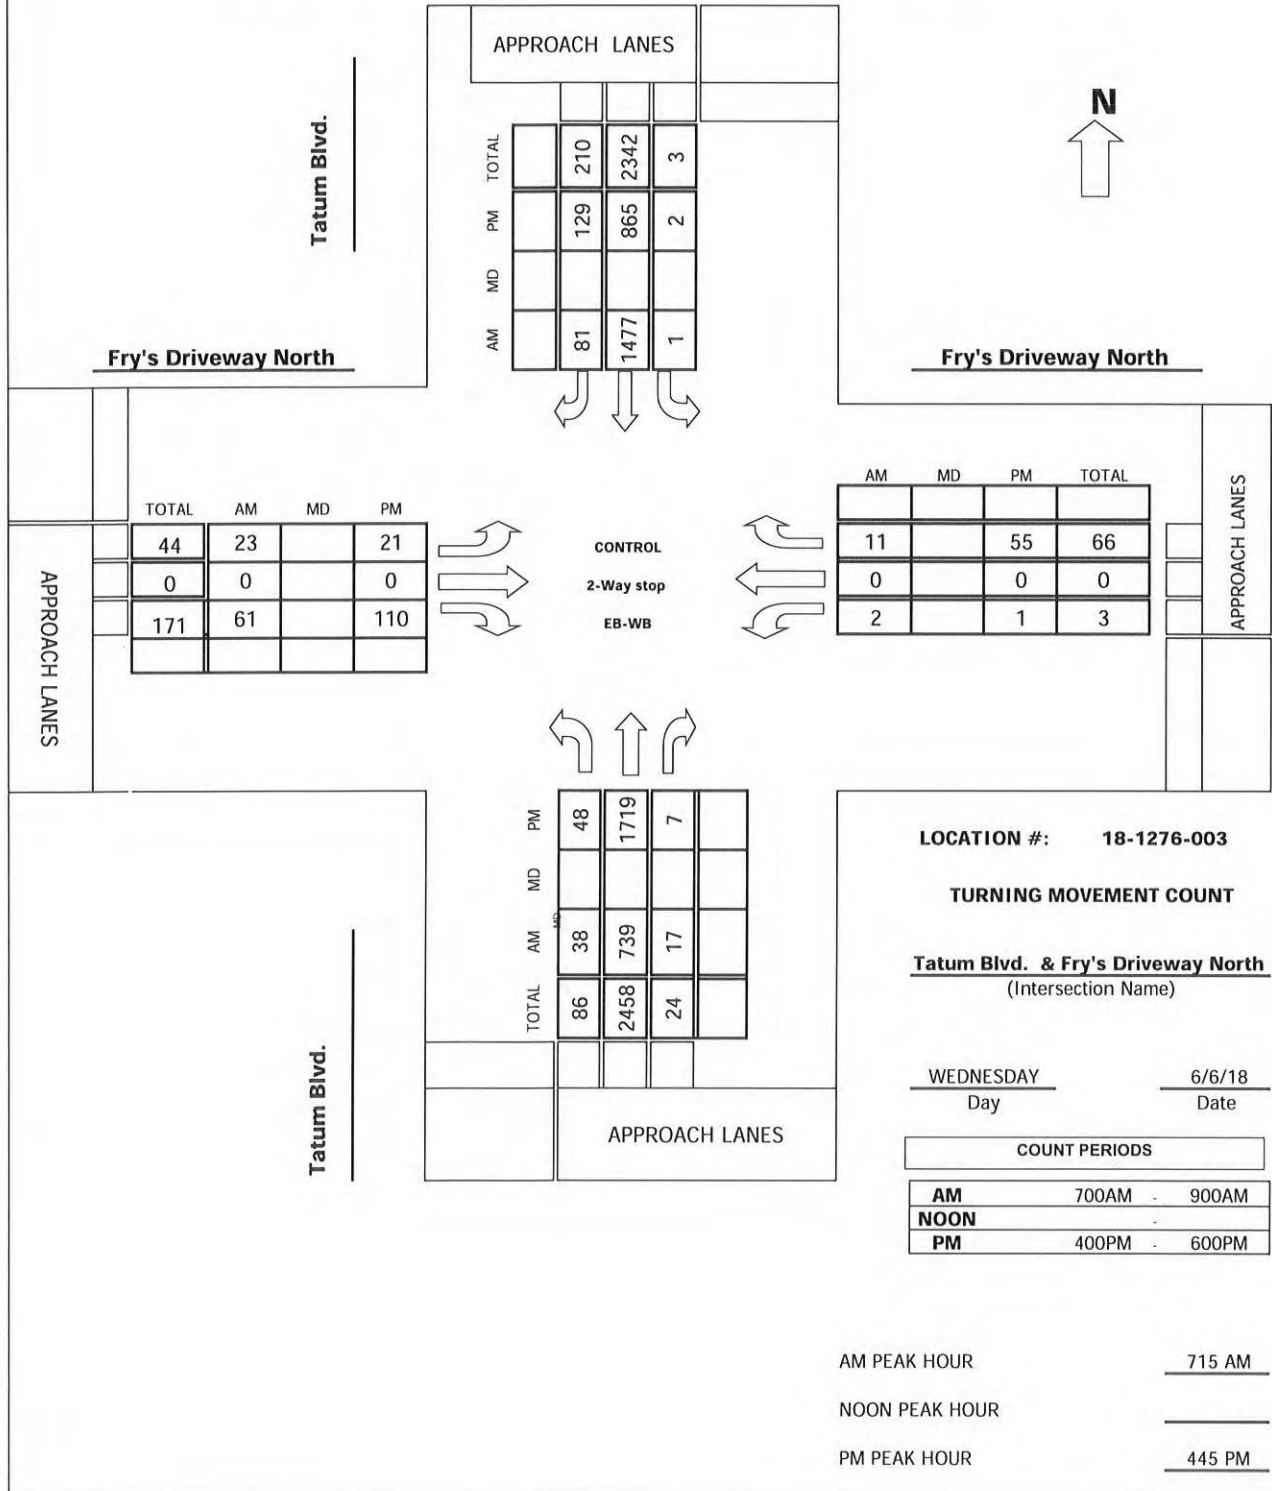 APPROACH LANES
N
Tatum Blvd.
TOTAL 210 2342 3
PM 129 865 2
MD
AM 81 1477 1
Fry's Driveway North
Fry's Driveway North
TOTAL AM MD PM
44 23 21
0 0 0
171 61 110
APPROACH LANES
CONTROL
2-Way stop
EB-WB
AM MD PM TOTAL
11 55 66
0 0 0
2 1 3
APPROACH LANES
PM 48 1719 7
MD
MD
AM 38 739 17
TOTAL 86 2458 24
APPROACH LANES
Tatum Blvd.
LOCATION #: 18-1276-003
TURNING MOVEMENT COUNT
Tatum Blvd. & Fry's Driveway North
(Intersection Name)
WEDNESDAY 6/6/18
Day Date
COUNT PERIODS
AM 700AM - 900AM
NOON -
PM 400PM - 600PM
AM PEAK HOUR 715 AM
NOON PEAK HOUR
PM PEAK HOUR 445 PM